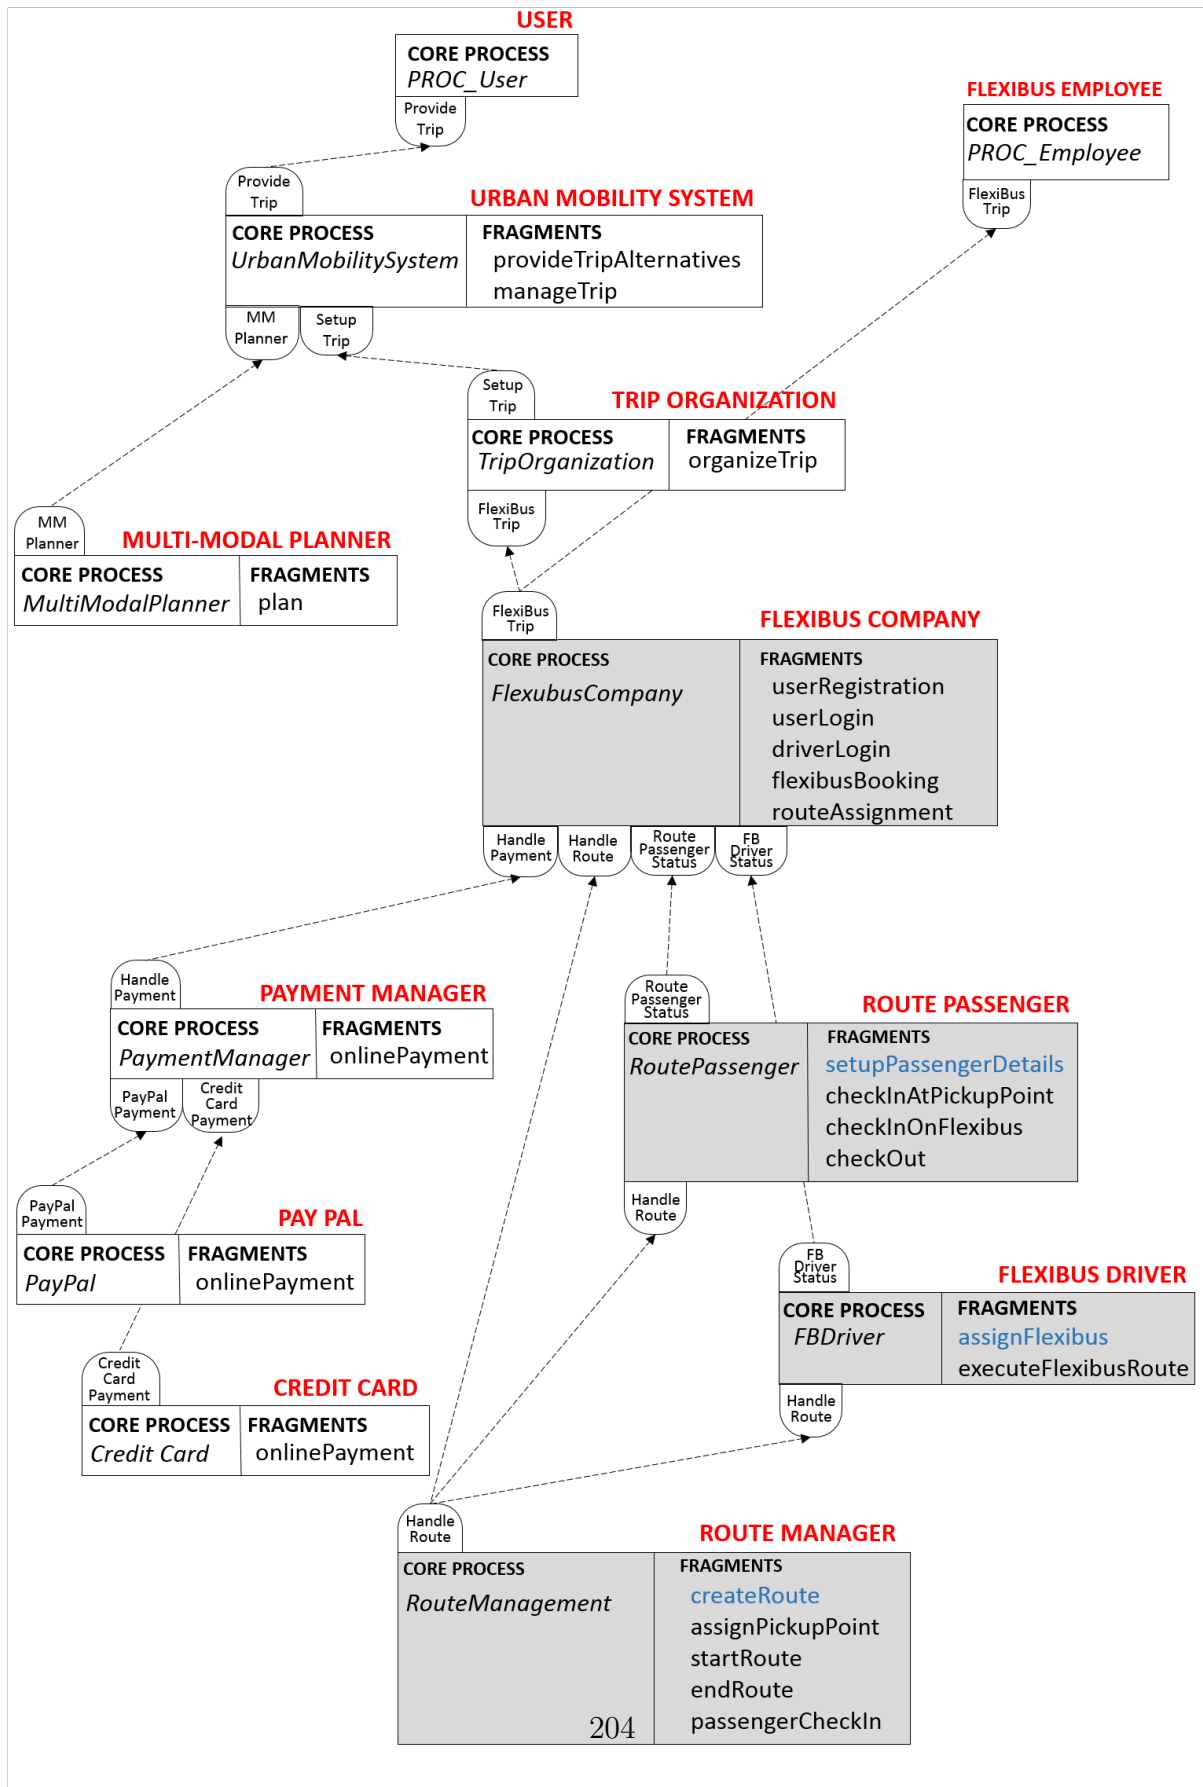 USER
CORE PROCESS
PROC_User
Provide
Trip
FLEXIBUS EMPLOYEE
CORE PROCESS
PROC_Employee
FlexiBus
Trip
Provide
Trip
URBAN MOBILITY SYSTEM
CORE PROCESS
UrbanMobilitySystem
FRAGMENTS
provideTripAlternatives
manageTrip
MM
Planner
Setup
Trip
Setup
Trip
TRIP ORGANIZATION
CORE PROCESS
TripOrganization
FRAGMENTS
organizeTrip
FlexiBus
Trip
MM
Planner
MULTI-MODAL PLANNER
CORE PROCESS
MultiModalPlanner
FRAGMENTS
plan
FlexiBus
Trip
FLEXIBUS COMPANY
CORE PROCESS
FlexubusCompany
FRAGMENTS
userRegistration
userLogin
driverLogin
flexibusBooking
routeAssignment
Handle
Payment
Handle
Route
Route
Passenger
Status
FB
Driver
Status
Handle
Payment
PAYMENT MANAGER
CORE PROCESS
PaymentManager
FRAGMENTS
onlinePayment
PayPal
Payment
Credit
Card
Payment
Route
Passenger
Status
ROUTE PASSENGER
CORE PROCESS
RoutePassenger
FRAGMENTS
setupPassengerDetails
checkInAtPickupPoint
checkInOnFlexibus
checkOut
Handle
Route
PayPal
Payment
PAY PAL
CORE PROCESS
PayPal
FRAGMENTS
onlinePayment
FB
Driver
Status
FLEXIBUS DRIVER
CORE PROCESS
FBDriver
FRAGMENTS
assignFlexibus
executeFlexibusRoute
Handle
Route
Credit
Card
Payment
CREDIT CARD
CORE PROCESS
Credit Card
FRAGMENTS
onlinePayment
Handle
Route
ROUTE MANAGER
CORE PROCESS
RouteManagement
FRAGMENTS
createRoute
assignPickupPoint
startRoute
endRoute
passengerCheckIn
204